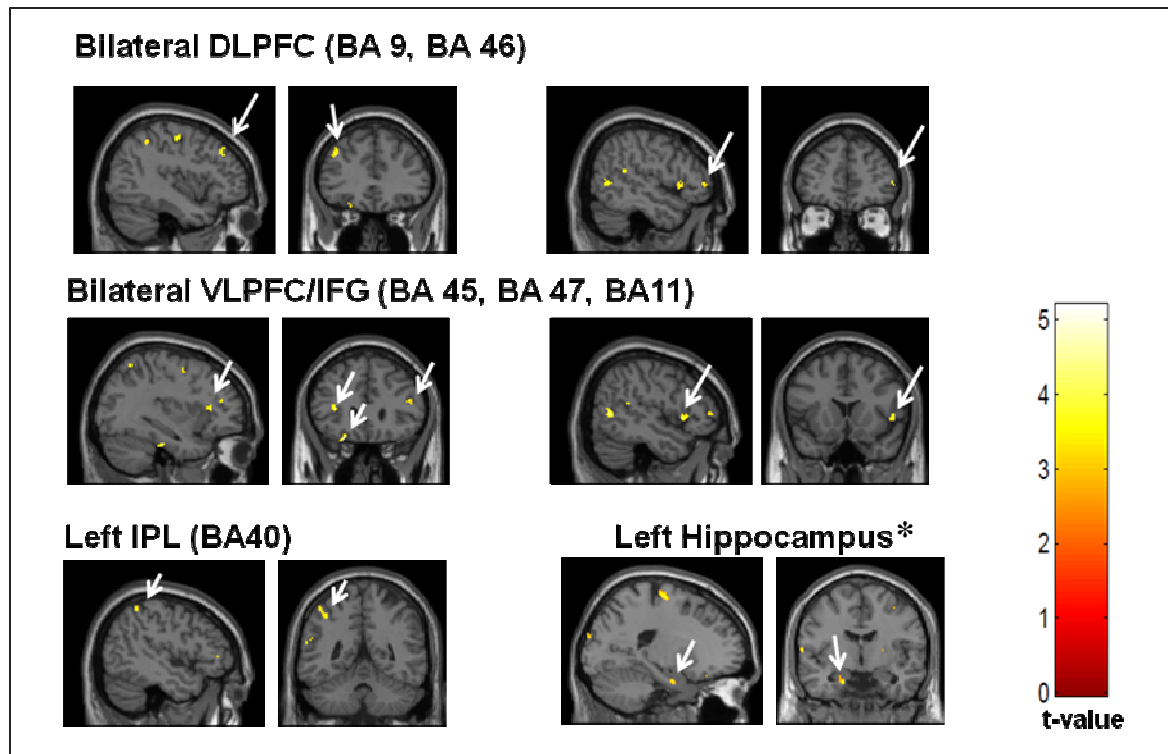 Bilateral DLPFC (BA 9, BA 46)
Bilateral VLPFC/IFG (BA 45, BA 47, BA11)
Left IPL (BA40)
Left Hippocampus*
5
4
3
2
1
0
t-value